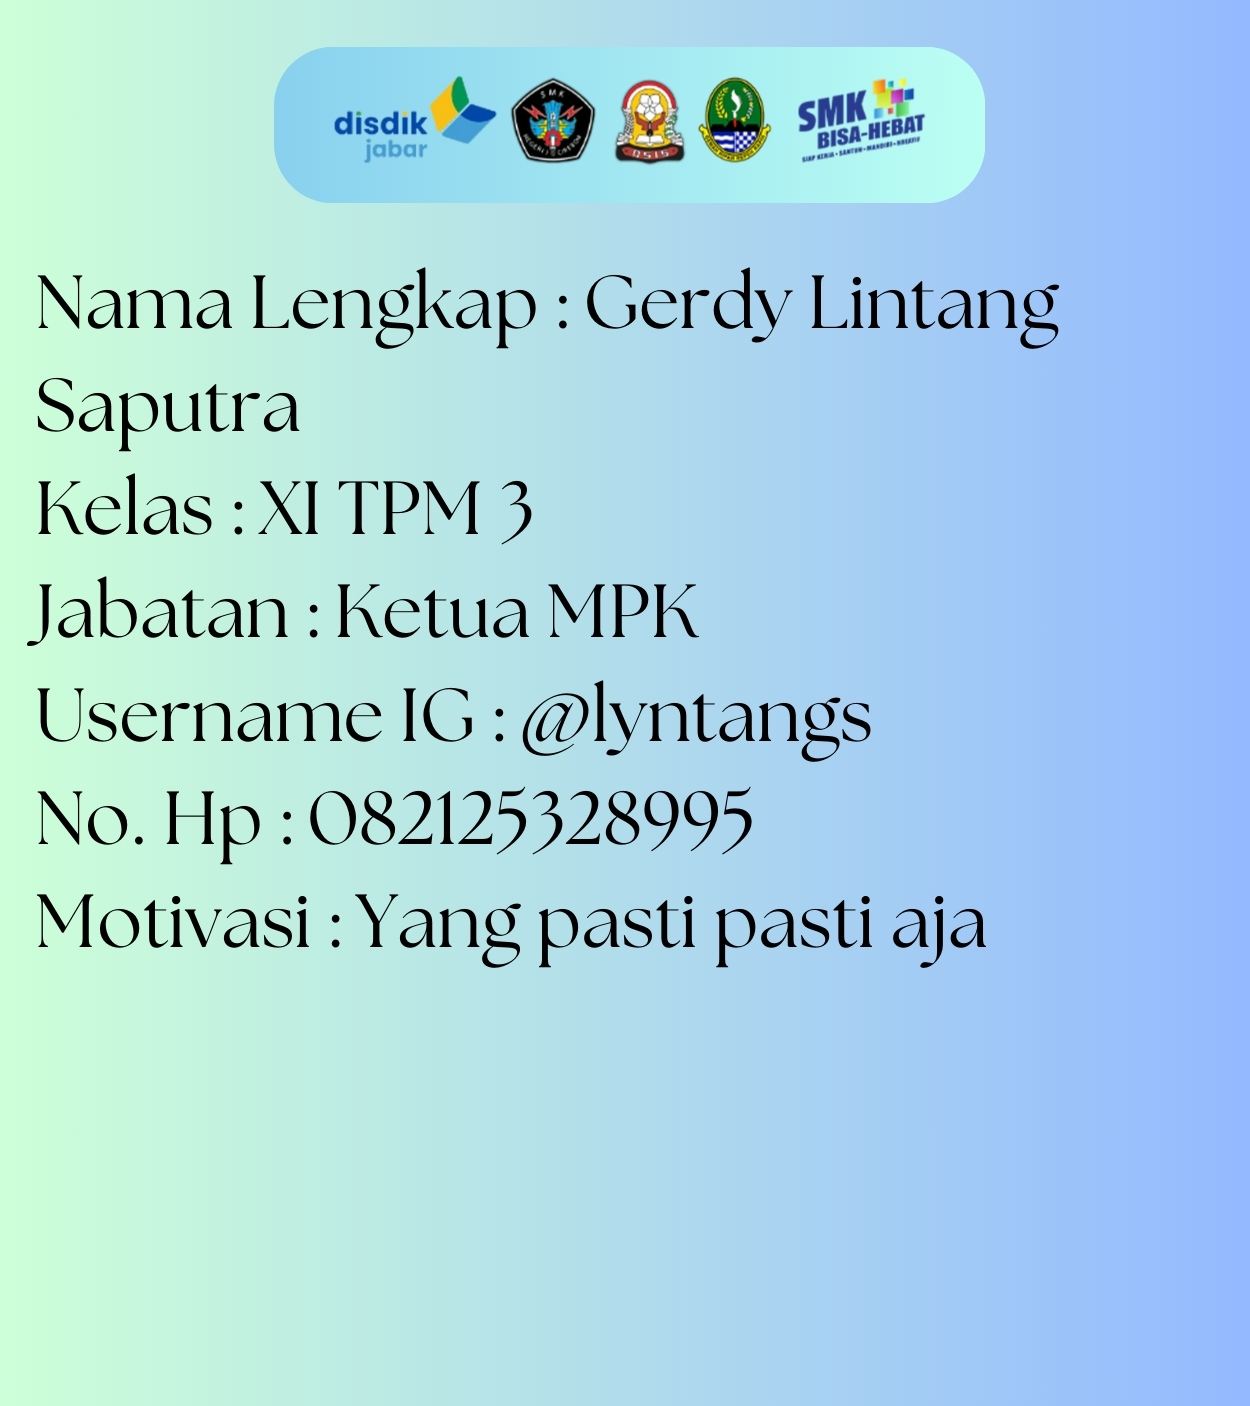 disdik
jabar
SMK
OSIS
SMK
BISA-HEBAT
SIAP KERJA • SANTUN • MANDIRI • KREATIF
Nama Lengkap : Gerdy Lintang
Saputra
Kelas : XI TPM 3
Jabatan : Ketua MPK
Username IG : @lyntangs
No. Hp : 082125328995
Motivasi : Yang pasti pasti aja